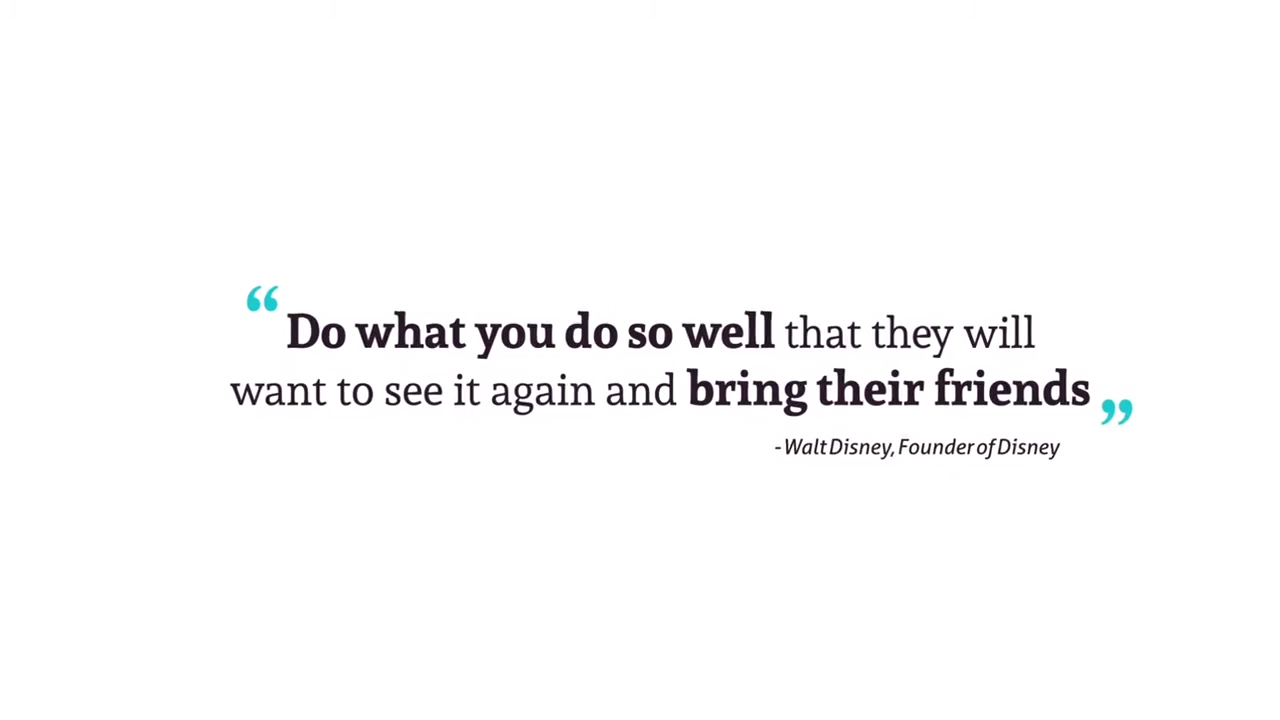 “Do what you do so well that they will
want to see it again and bring their friends”
- Walt Disney, Founder of Disney